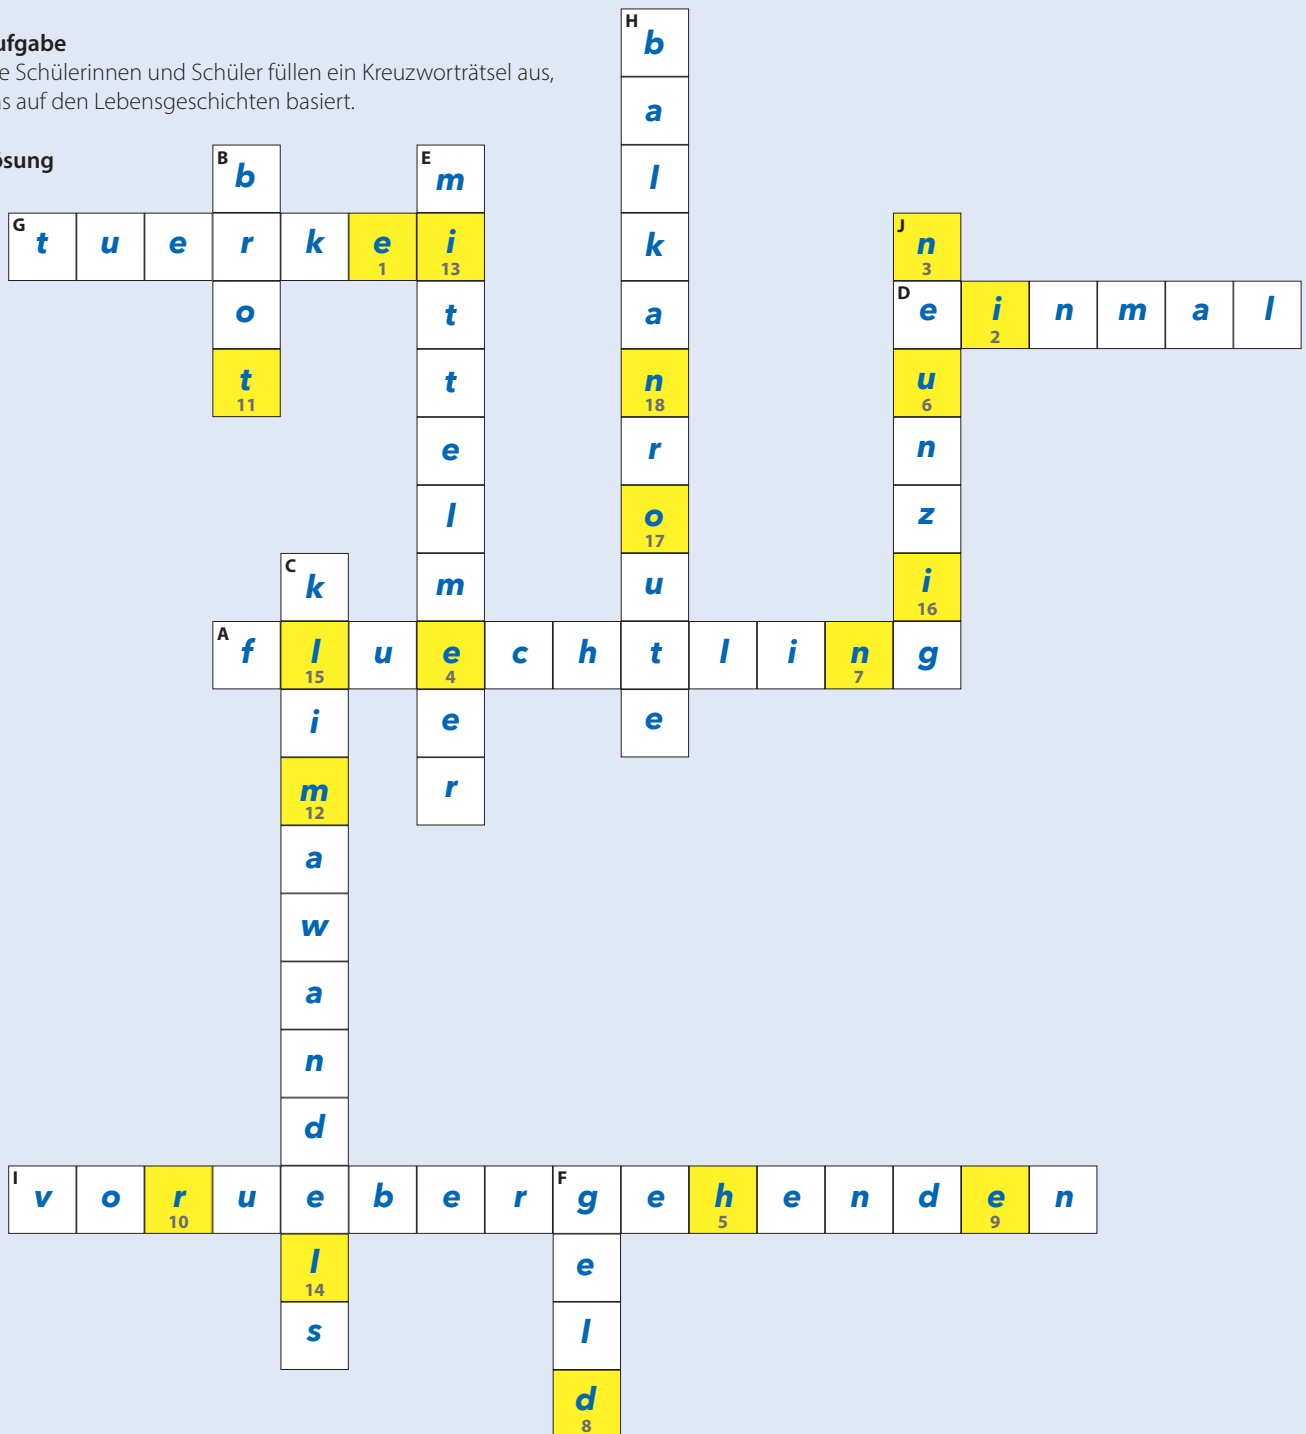 ufgabe
e Schülerinnen und Schüler füllen ein Kreuzworträtsel aus,
s auf den Lebensgeschichten basiert.
ösung
H b
a
B b E m l
G t u e r k e 1 i 13 k J n 3
o t a D e i 2 n m a l
t 11 t n 18 u 6
e r n
l o 17 z
C k m u i 16
A f l 15 u e 4 c h t l i n 7 g
i e e
m 12 r
a
w
a
n
d
I v o r 10 u e b e r F g e h 5 e n d e 9 n
l 14 e
s l
d 8